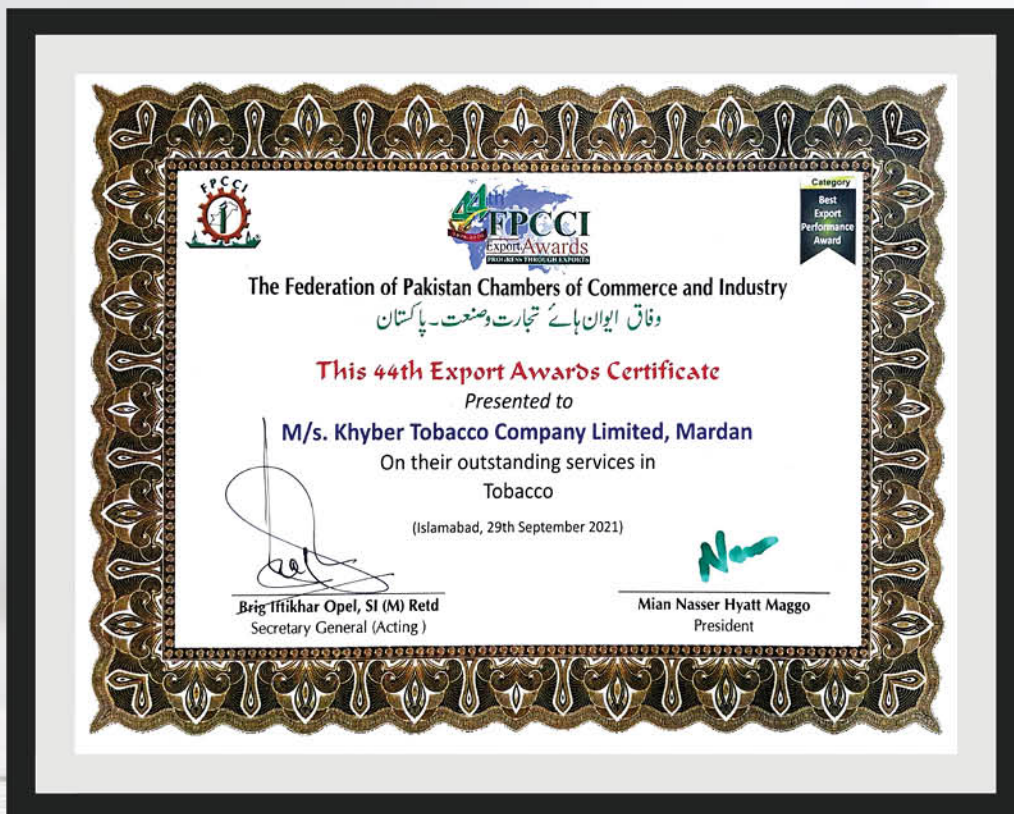 FPCCI
44th
FPCCI
Export Awards
PROGRESS THROUGH EXPORTS
Category
Best
Export
Performance
Award
The Federation of Pakistan Chambers of Commerce and Industry
وفاق ایوان ہائے تجارت وصنعت۔پاکستان
This 44th Export Awards Certificate
Presented to
M/s. Khyber Tobacco Company Limited, Mardan
On their outstanding services in
Tobacco
(Islamabad, 29th September 2021)
Brig Iftikhar Opel, SI (M) Retd
Secretary General (Acting )
Mian Nasser Hyatt Maggo
President